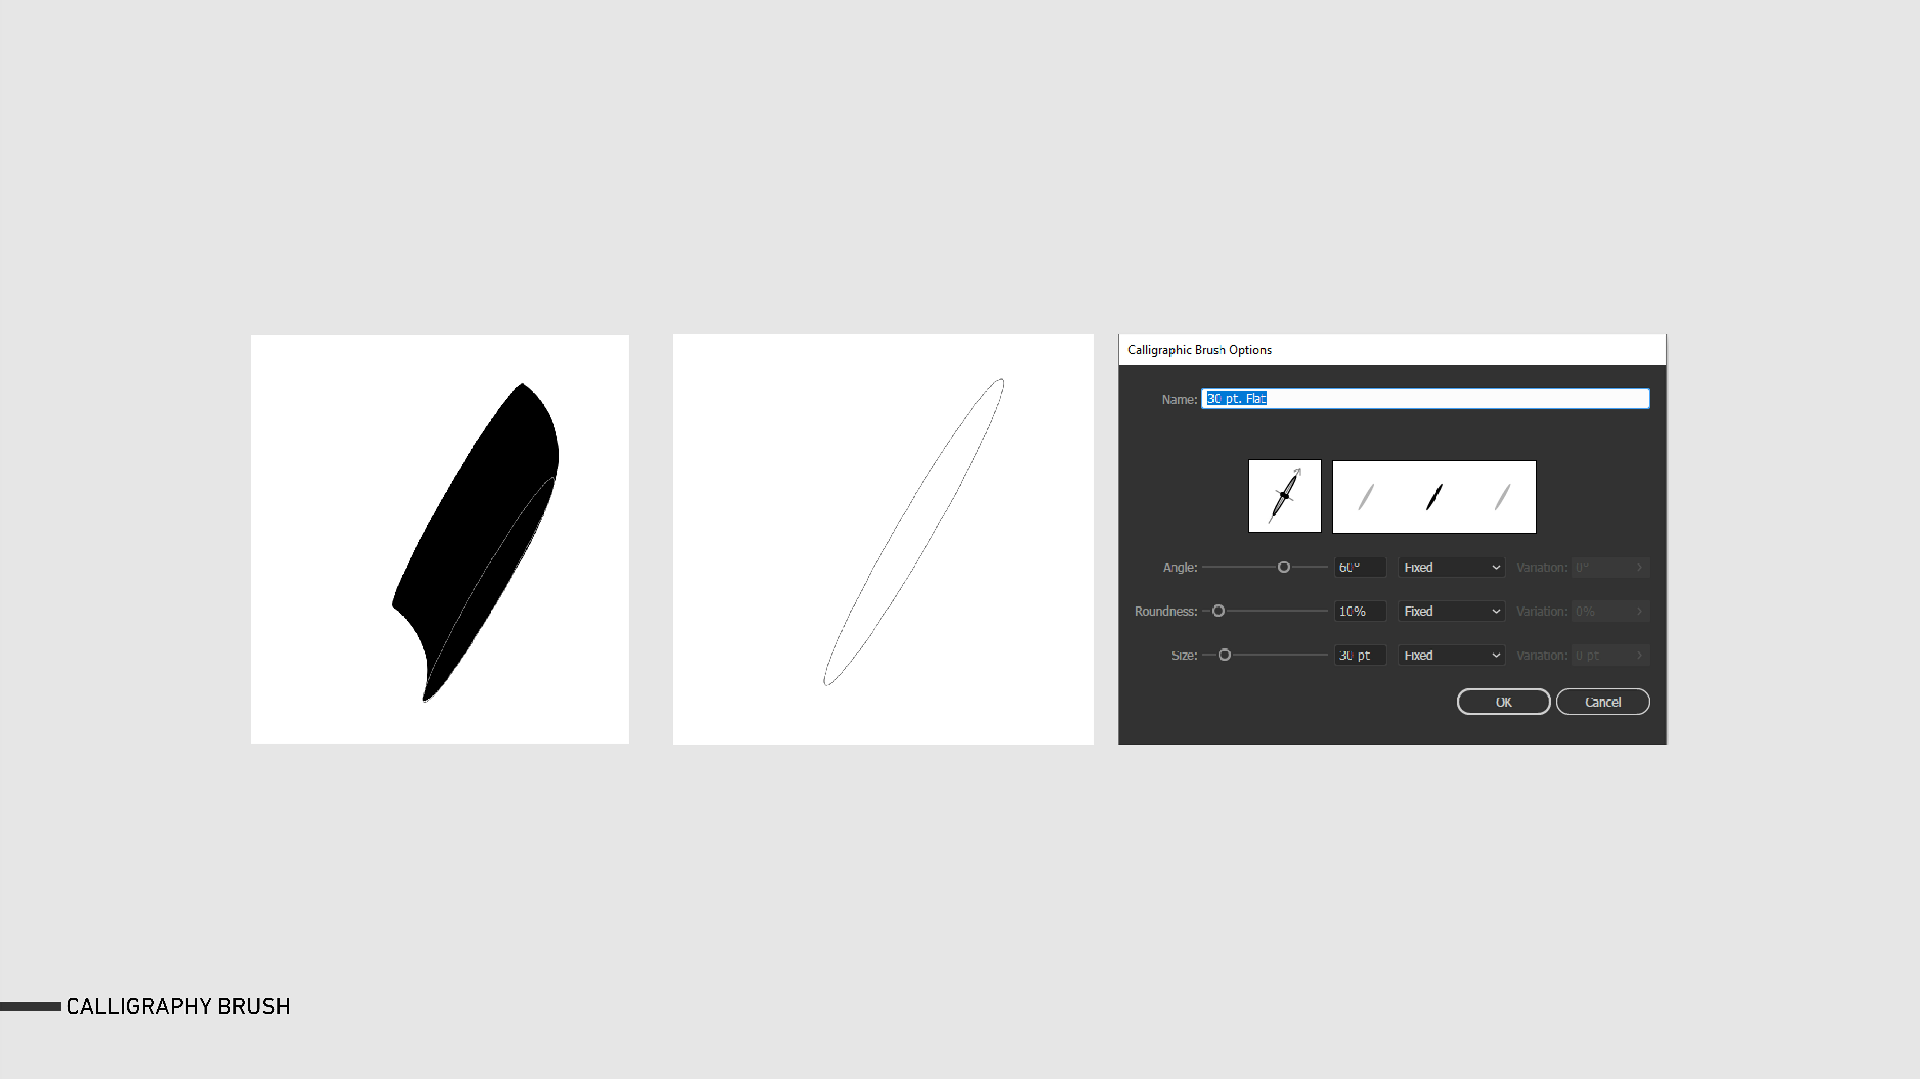 Calligraphic Brush Options
Name: 30 pt. Flat
Angle: 60° Fixed Variation: 0°
Roundness: 10% Fixed Variation: 0%
Size: 30 pt Fixed Variation: 0 pt
OK Cancel
CALLIGRAPHY BRUSH